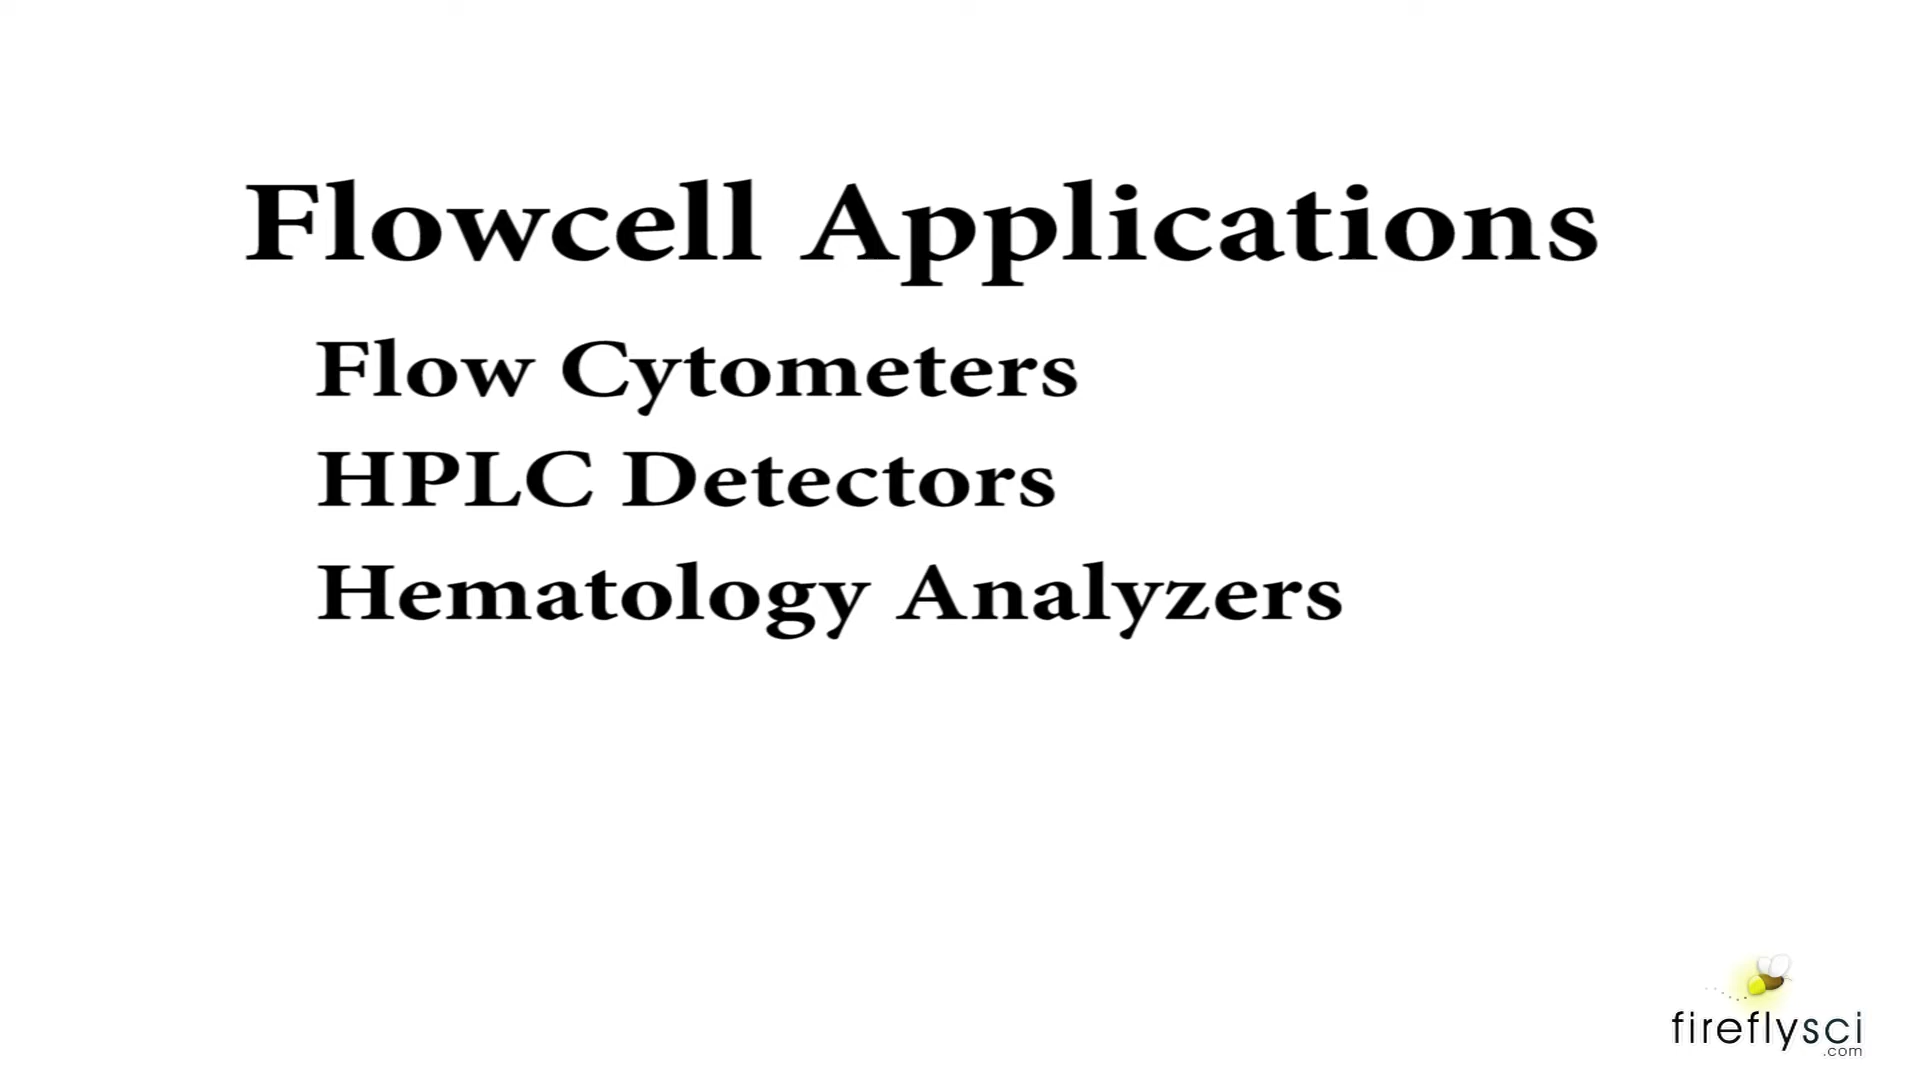 Flowcell Applications
Flow Cytometers
HPLC Detectors
Hematology Analyzers
fireflysci
.com